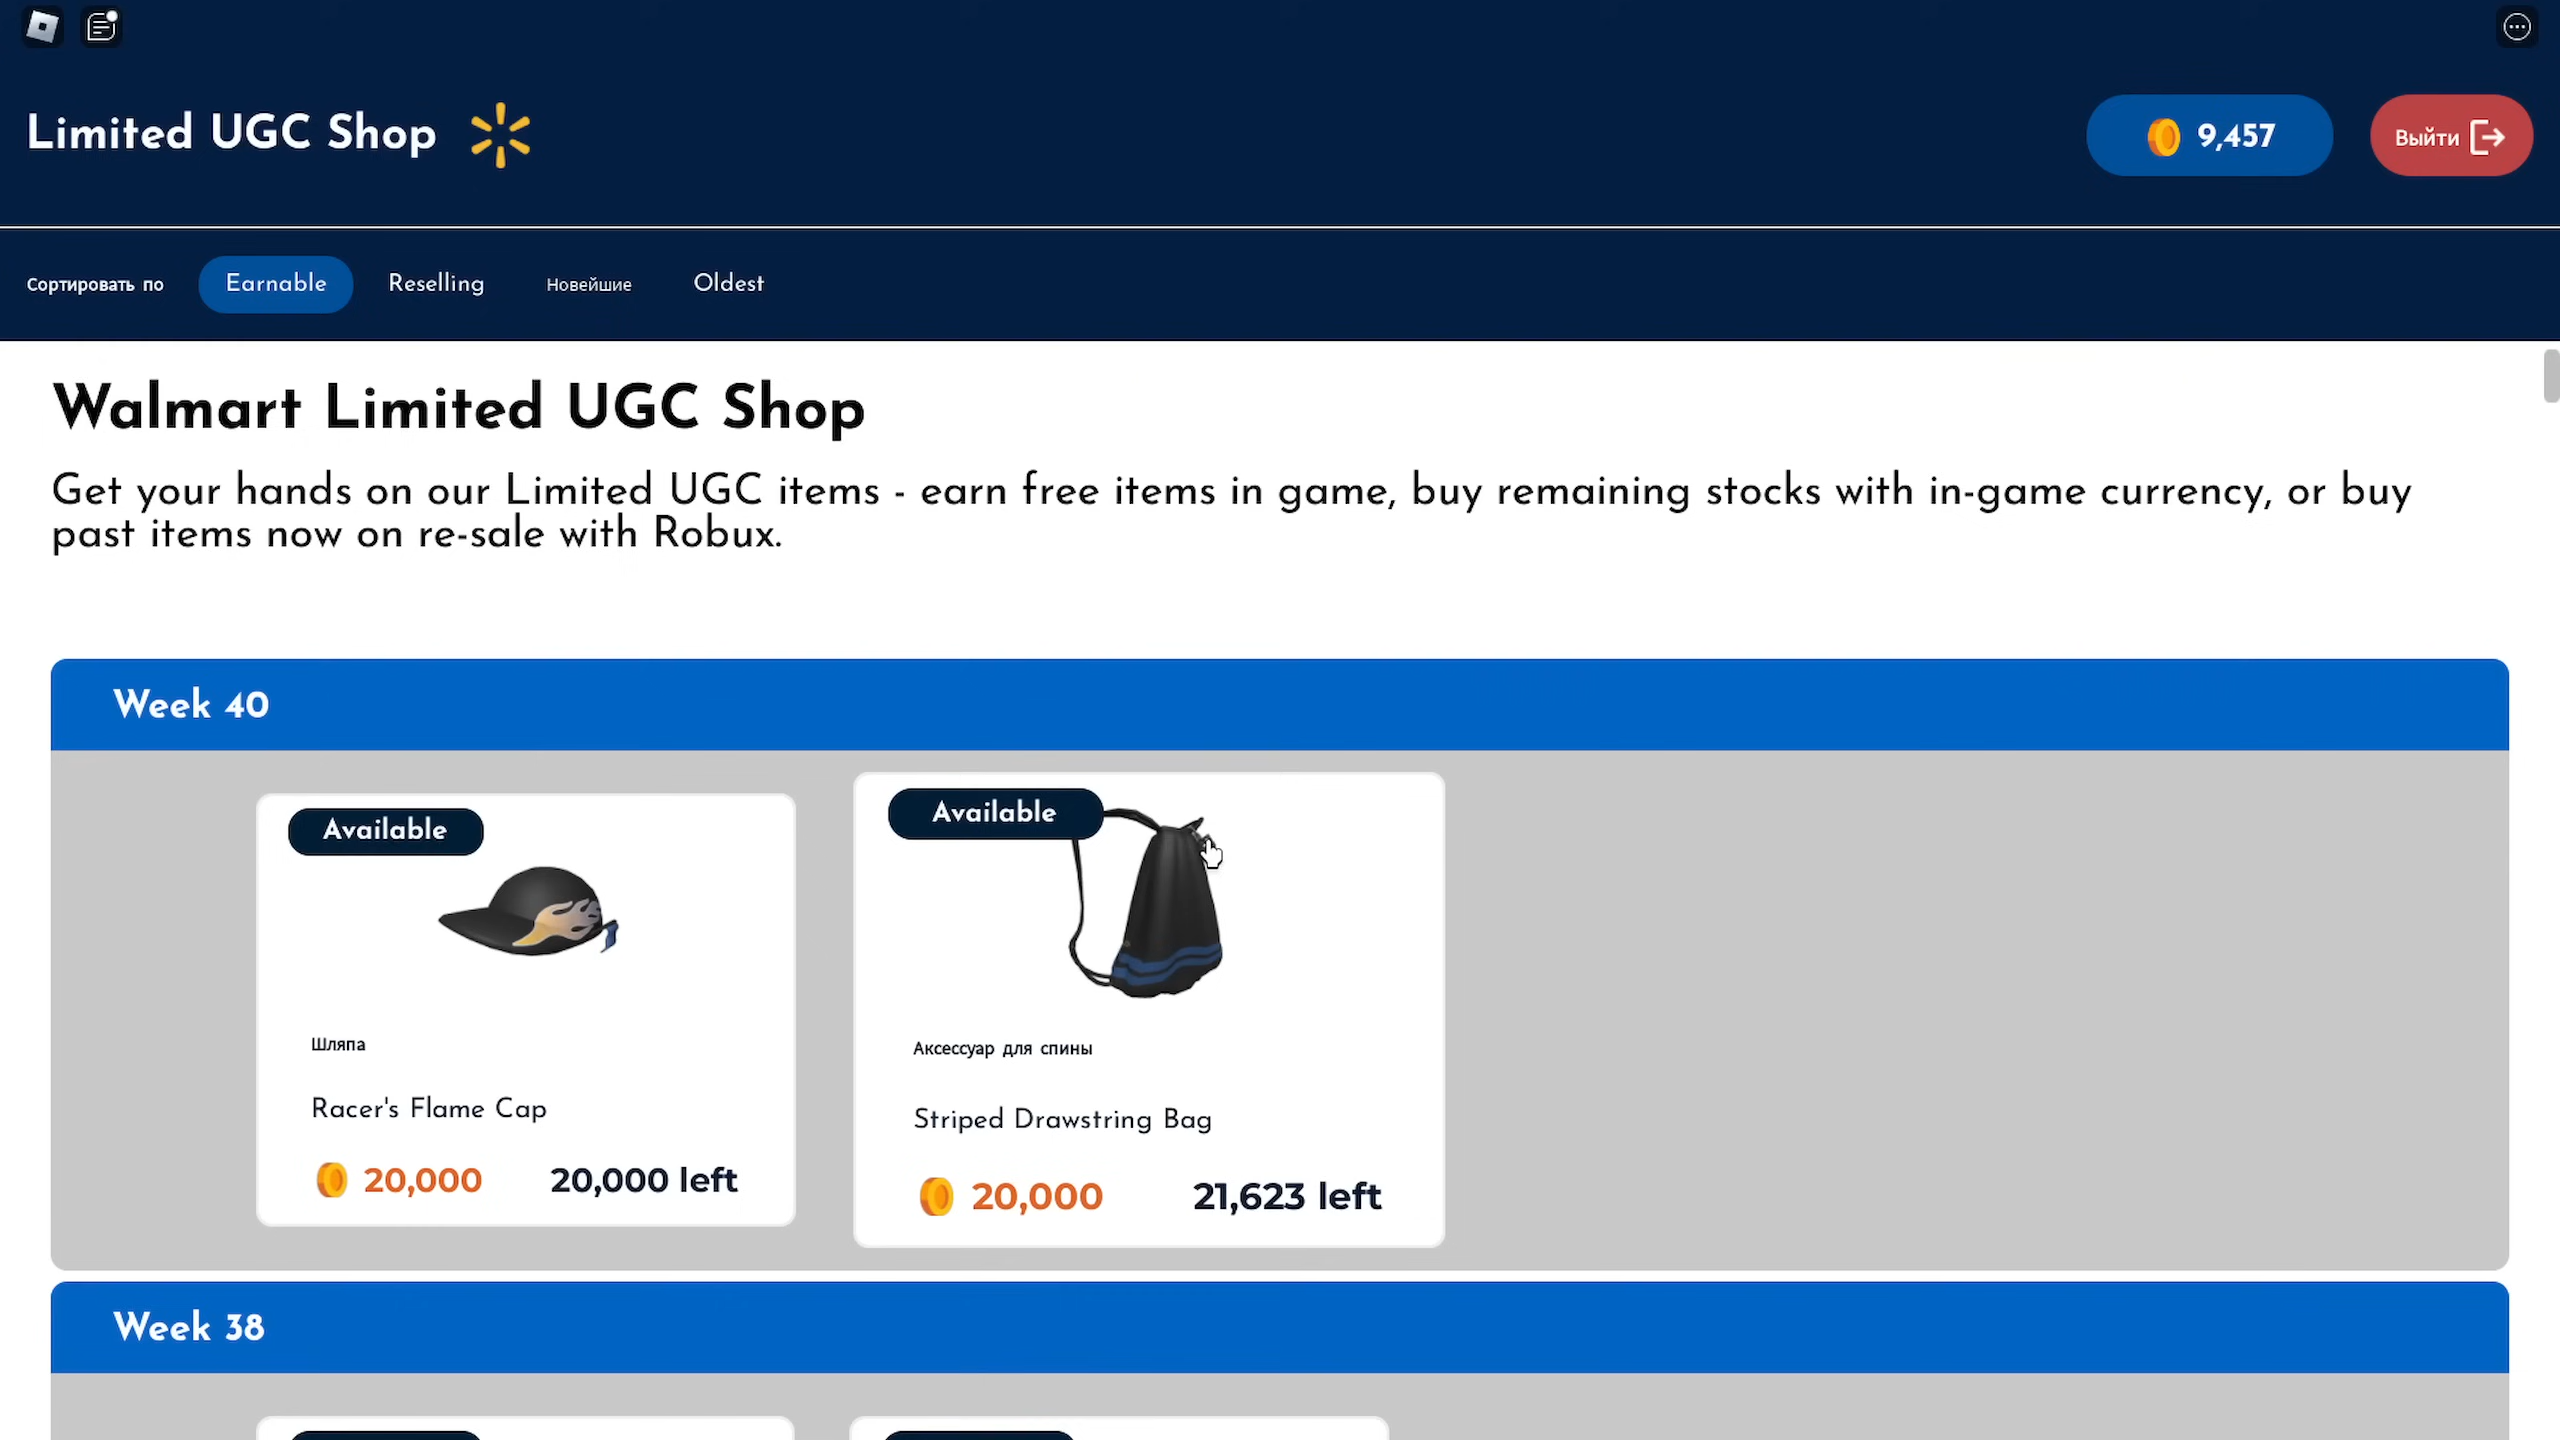 Limited UGC Shop
9,457
Выйти
Сортировать по
Earnable
Reselling
Новейшие
Oldest
Walmart Limited UGC Shop
Get your hands on our Limited UGC items - earn free items in game, buy remaining stocks with in-game currency, or buy
past items now on re-sale with Robux.
Week 40
Available
Шляпа
Racer's Flame Cap
20,000
20,000 left
Available
Аксессуар для спины
Striped Drawstring Bag
20,000
21,623 left
Week 38